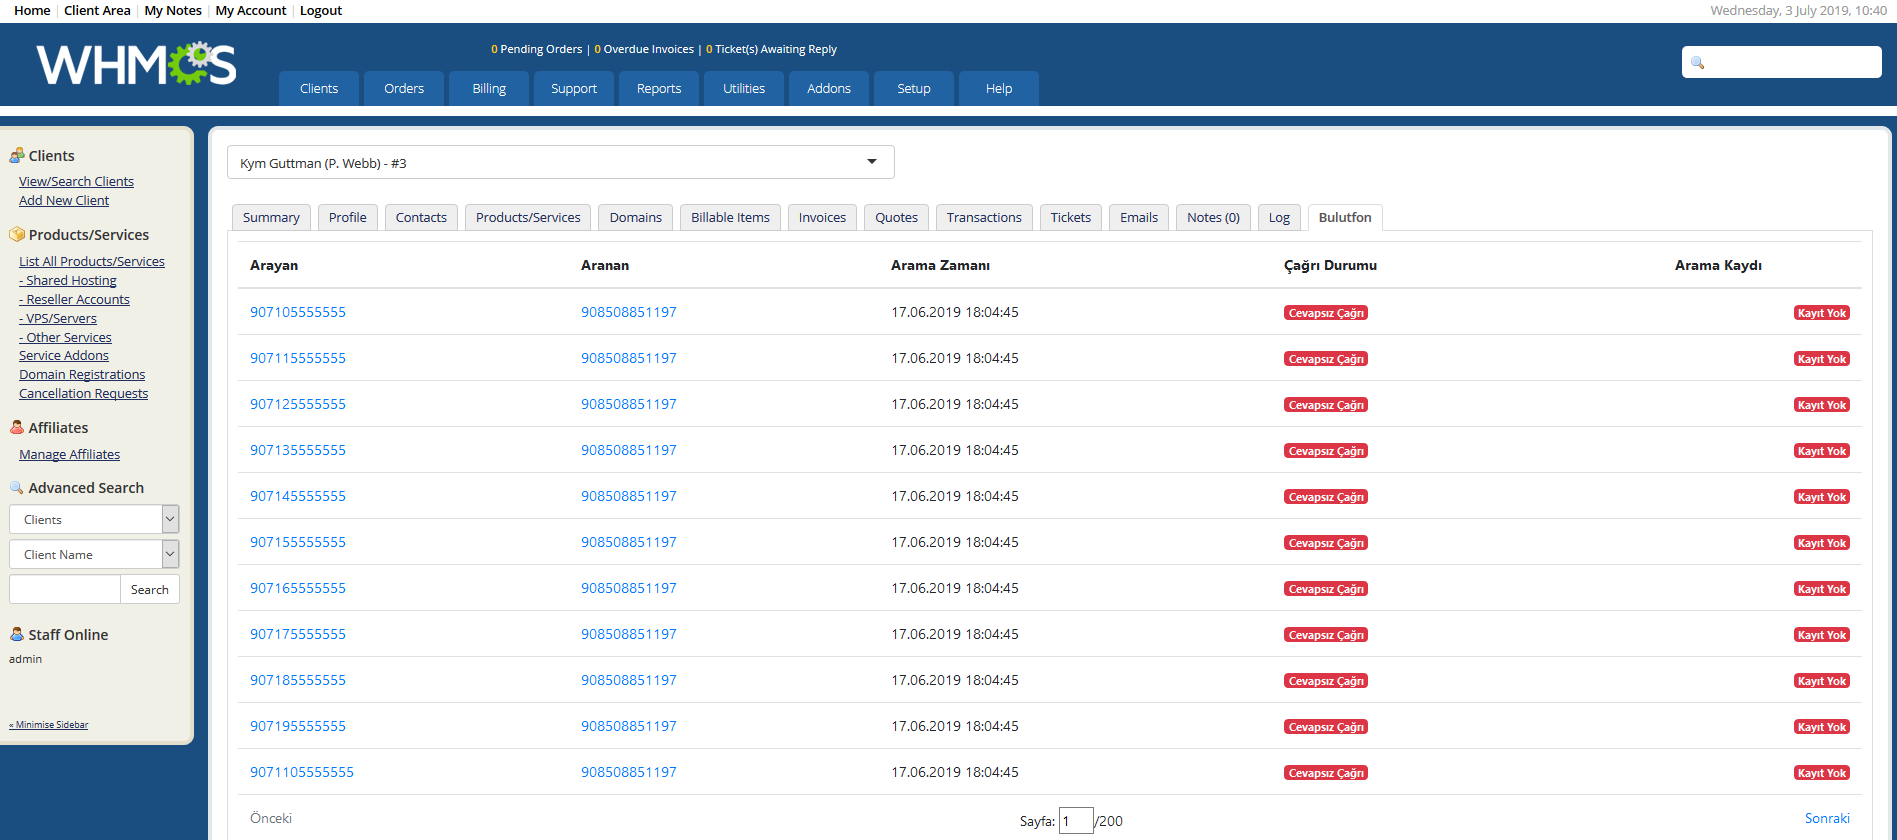 Home | Client Area | My Notes | My Account | Logout
Wednesday, 3 July 2019, 10:40
WHMCS
0 Pending Orders | 0 Overdue Invoices | 0 Ticket(s) Awaiting Reply
Clients Orders Billing Support Reports Utilities Addons Setup Help
Clients
View/Search Clients
Add New Client
Products/Services
List All Products/Services
- Shared Hosting
- Reseller Accounts
- VPS/Servers
- Other Services
Service Addons
Domain Registrations
Cancellation Requests
Affiliates
Manage Affiliates
Advanced Search
Clients
Client Name
Search
Staff Online
admin
« Minimise Sidebar
Kym Guttman (P. Webb) - #3
Summary Profile Contacts Products/Services Domains Billable Items Invoices Quotes Transactions Tickets Emails Notes (0) Log Bulutfon
Arayan Aranan Arama Zamanı Çağrı Durumu Arama Kaydı
907105555555 908508851197 17.06.2019 18:04:45 Cevapsız Çağrı Kayıt Yok
907115555555 908508851197 17.06.2019 18:04:45 Cevapsız Çağrı Kayıt Yok
907125555555 908508851197 17.06.2019 18:04:45 Cevapsız Çağrı Kayıt Yok
907135555555 908508851197 17.06.2019 18:04:45 Cevapsız Çağrı Kayıt Yok
907145555555 908508851197 17.06.2019 18:04:45 Cevapsız Çağrı Kayıt Yok
907155555555 908508851197 17.06.2019 18:04:45 Cevapsız Çağrı Kayıt Yok
907165555555 908508851197 17.06.2019 18:04:45 Cevapsız Çağrı Kayıt Yok
907175555555 908508851197 17.06.2019 18:04:45 Cevapsız Çağrı Kayıt Yok
907185555555 908508851197 17.06.2019 18:04:45 Cevapsız Çağrı Kayıt Yok
907195555555 908508851197 17.06.2019 18:04:45 Cevapsız Çağrı Kayıt Yok
9071105555555 908508851197 17.06.2019 18:04:45 Cevapsız Çağrı Kayıt Yok
Önceki Sayfa: 1 /200 Sonraki